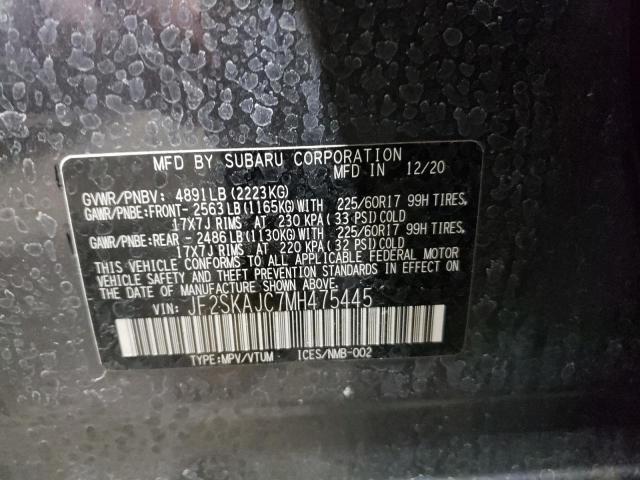 MFD BY SUBARU CORPORATION
MFD IN 12/20
GVWR/PNBV: 4891LB(2223KG)
GAWR/PNBE:FRONT- 2563LB(1165KG)WITH 225/60R17 99H TIRES,
17X7J RIMS AT 230 KPA(33 PSI)COLD
GAWR/PNBE:REAR -2486LB(1130KG)WITH 225/60R17 99H TIRES,
17X7J RIMS AT 220 KPA(32 PSI)COLD
THIS VEHICLE CONFORMS TO ALL APPLICABLE FEDERAL MOTOR
VEHICLE SAFETY AND THEFT PREVENTION STANDARDS IN EFFECT ON
THE DATE OF MANUFACTURE SHOWN ABOVE.
VIN: JF2SKAJC7MH475445
TYPE:MPV/VTUM ICES/NMB-002